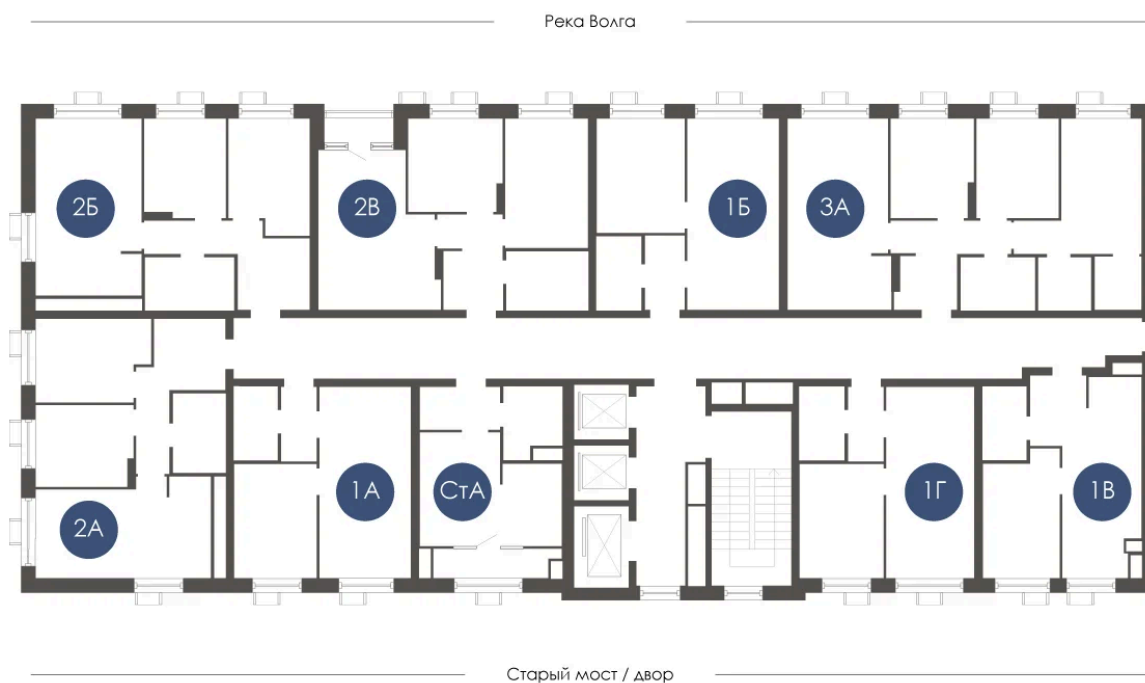 Река Волга
2Б
2В
1Б
3А
2А
1А
СтА
1Г
1В
Старый мост / двор